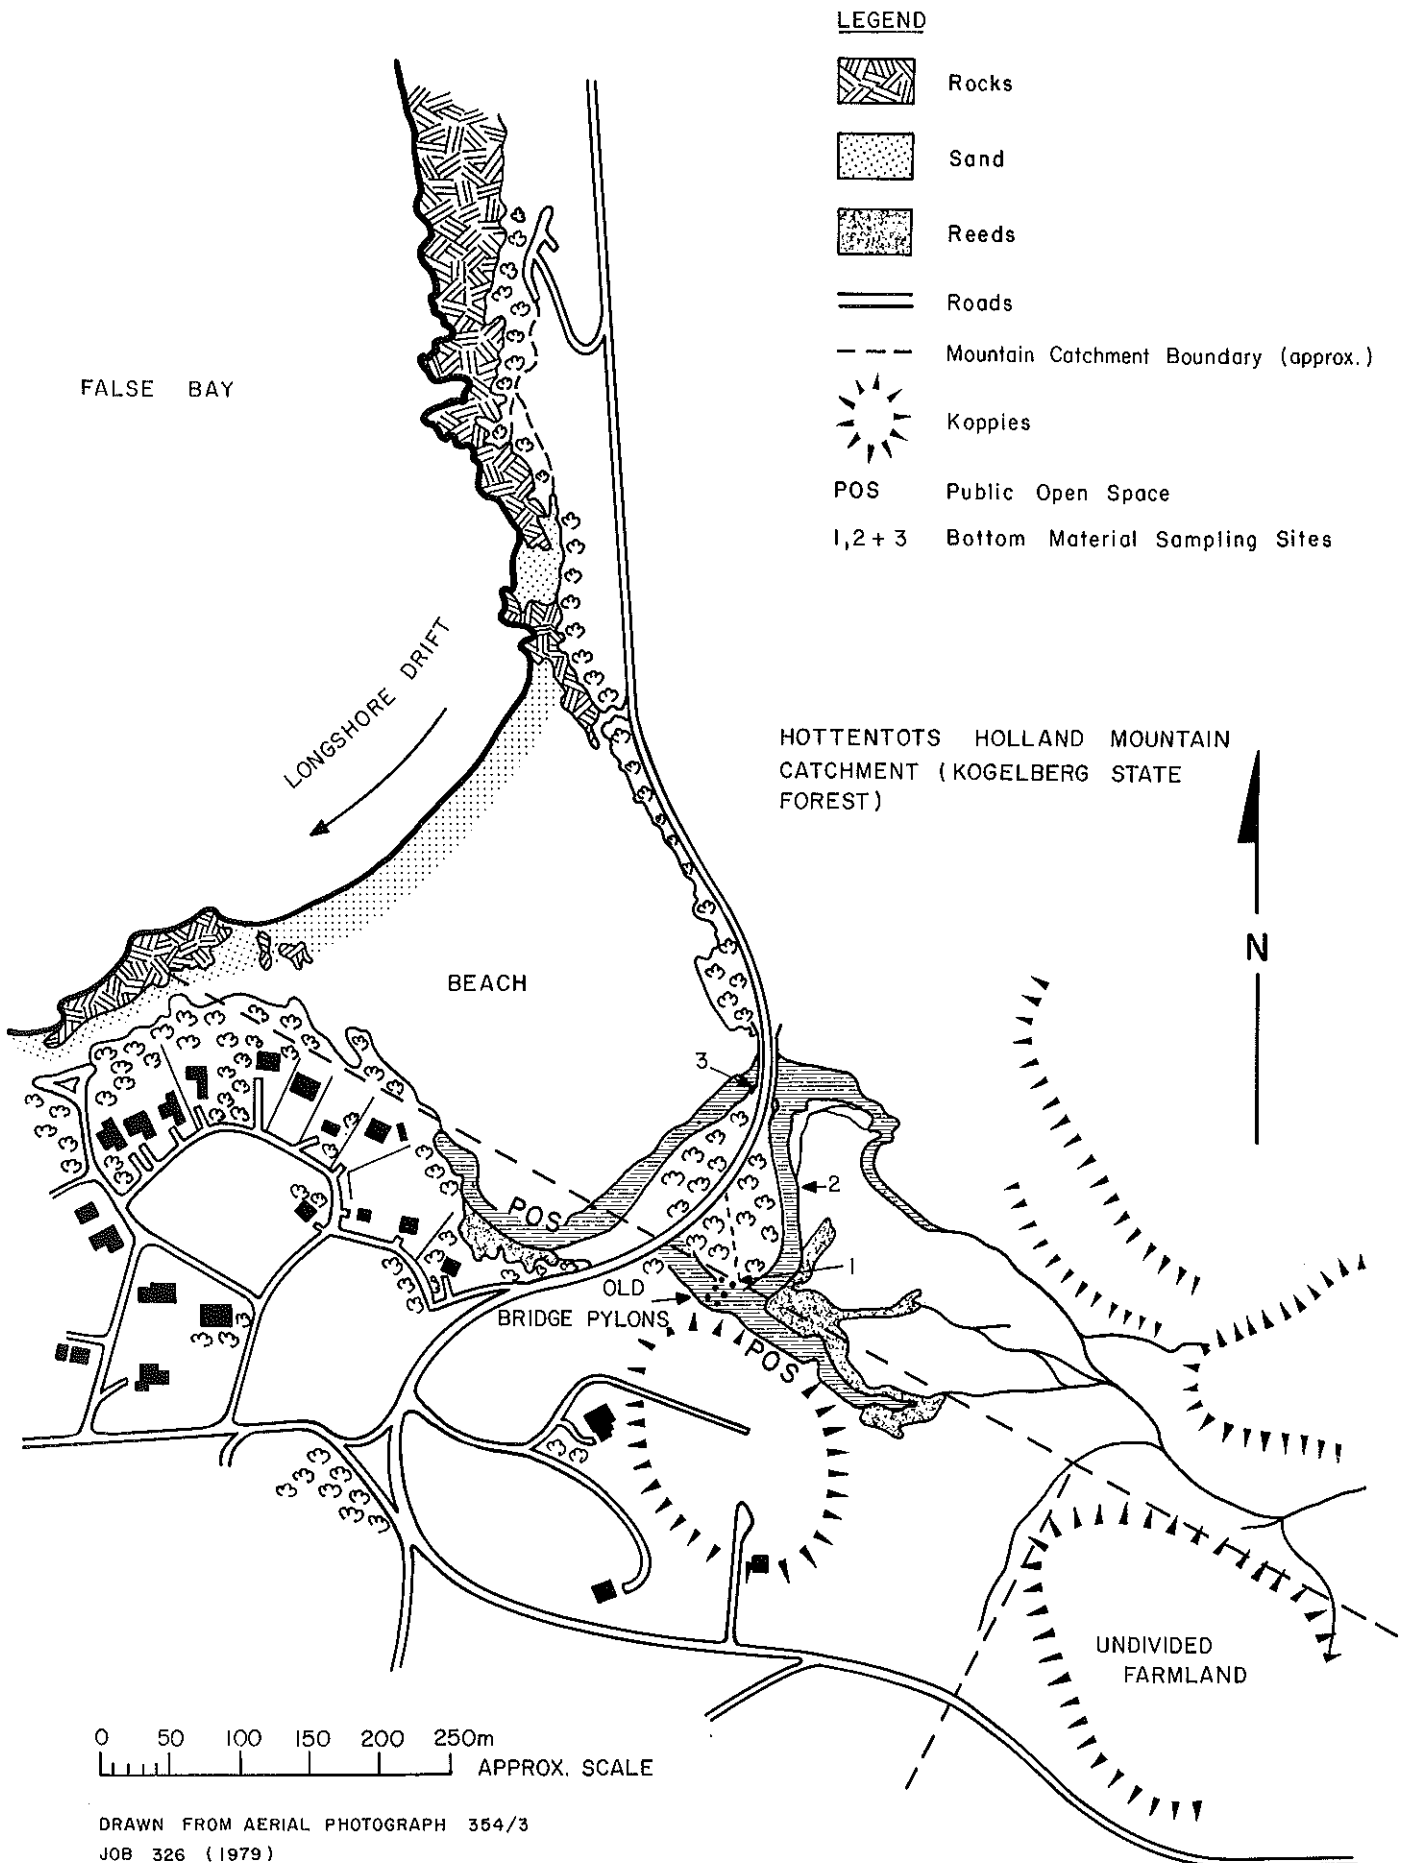 LEGEND
Rocks
Sand
Reeds
Roads
Mountain Catchment Boundary (approx.)
Koppies
POS Public Open Space
1,2+3 Bottom Material Sampling Sites
FALSE BAY
LONGSHORE DRIFT
HOTTENTOTS HOLLAND MOUNTAIN
CATCHMENT (KOGELBERG STATE
FOREST)
N
BEACH
3
2
POS
1
OLD
BRIDGE PYLONS
POS
UNDIVIDED
FARMLAND
0 50 100 150 200 250m
APPROX. SCALE
DRAWN FROM AERIAL PHOTOGRAPH 354/3
JOB 326 (1979)